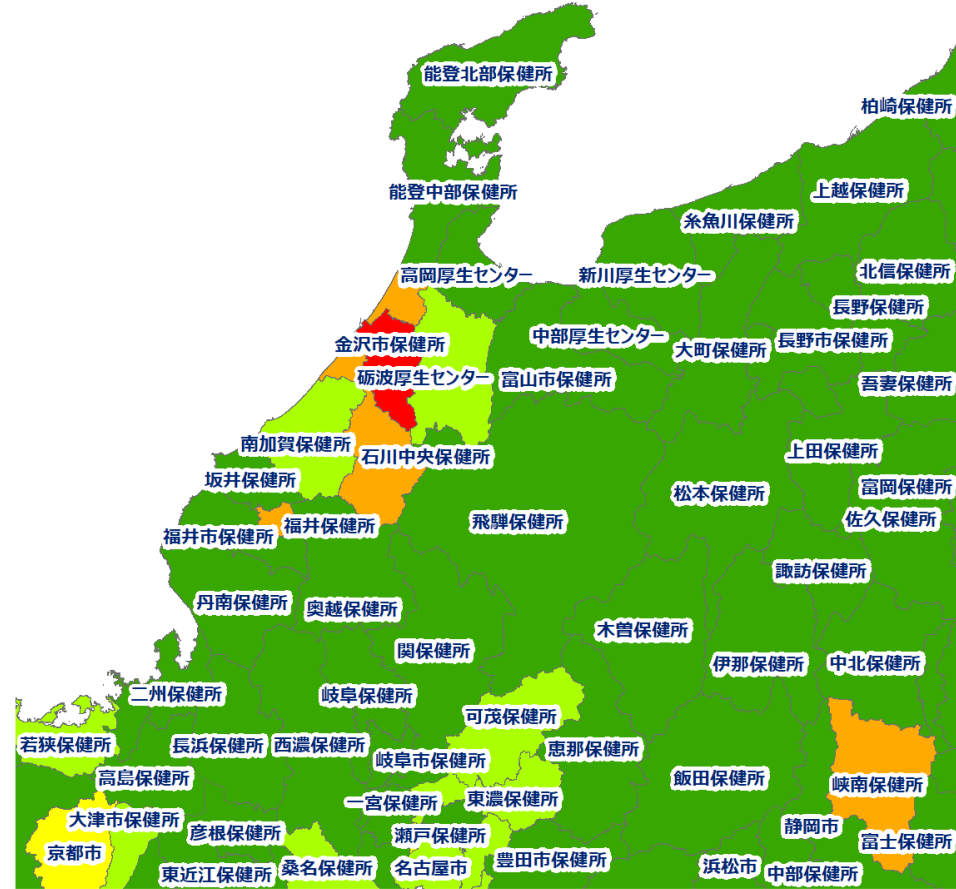 能登北部保健所
柏崎保健所
能登中部保健所
上越保健所
糸魚川保健所
高岡厚生センター
新川厚生センター
北信保健所
長野保健所
金沢市保健所
中部厚生センター
大町保健所
長野市保健所
砺波厚生センター
富山市保健所
吾妻保健所
南加賀保健所
石川中央保健所
上田保健所
坂井保健所
松本保健所
富岡保健所
福井市保健所
福井保健所
飛騨保健所
佐久保健所
諏訪保健所
丹南保健所
奥越保健所
木曽保健所
関保健所
伊那保健所
中北保健所
二州保健所
岐阜保健所
可茂保健所
若狭保健所
長浜保健所
西濃保健所
岐阜市保健所
恵那保健所
高島保健所
飯田保健所
峡南保健所
一宮保健所
東濃保健所
大津市保健所
彦根保健所
瀬戸保健所
静岡市
富士保健所
京都市
東近江保健所
桑名保健所
名古屋市
豊田市保健所
浜松市
中部保健所